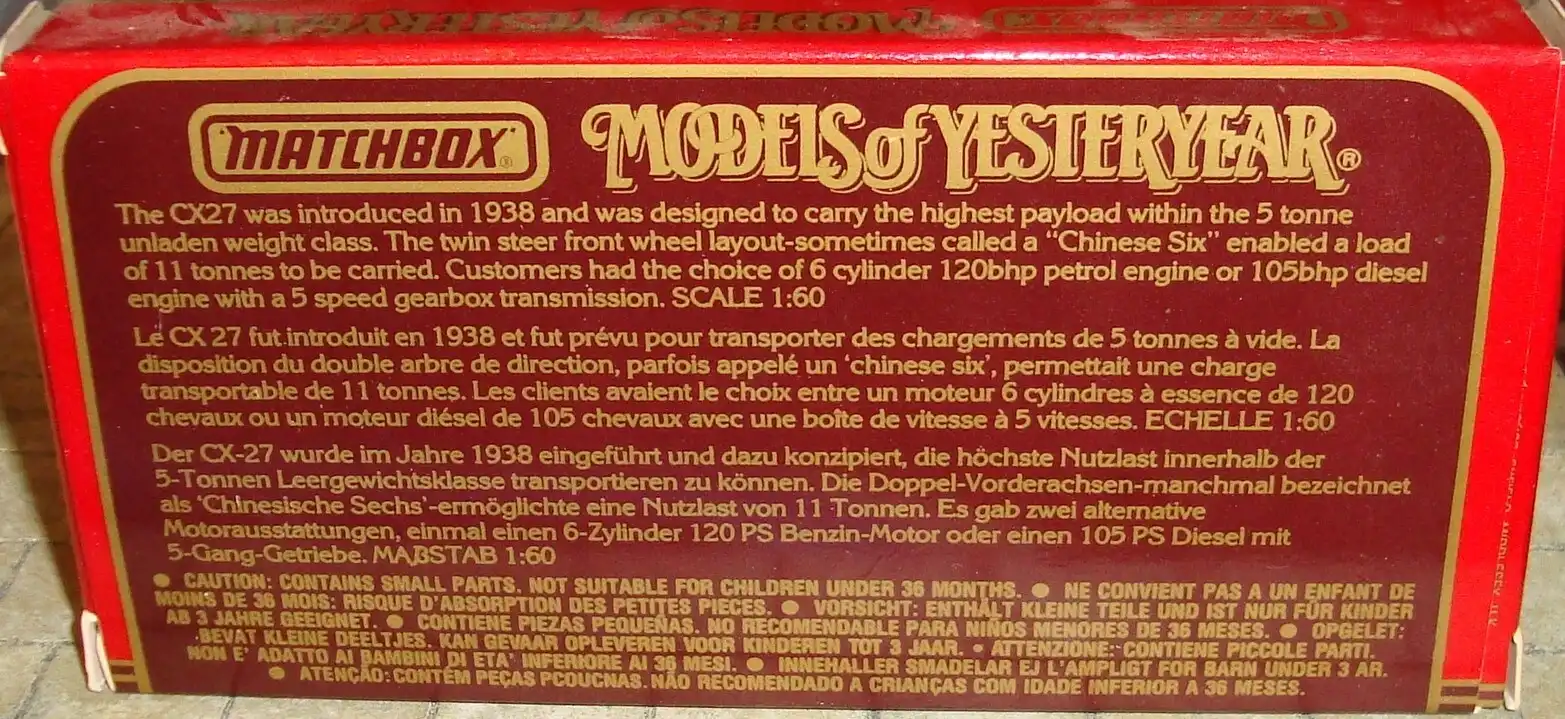 MODELS of YESTERYEAR
'MATCHBOX'® MODELS of YESTERYEAR®
The CX27 was introduced in 1938 and was designed to carry the highest payload within the 5 tonne
unladen weight class. The twin steer front wheel layout-sometimes called a "Chinese Six" enabled a load
of 11 tonnes to be carried. Customers had the choice of 6 cylinder 120bhp petrol engine or 105bhp diesel
engine with a 5 speed gearbox transmission. SCALE 1:60
Le CX 27 fut introduit en 1938 et fut prévu pour transporter des chargements de 5 tonnes à vide. La
disposition du double arbre de direction, parfois appelé un 'chinese six', permettait une charge
transportable de 11 tonnes. Les clients avaient le choix entre un moteur 6 cylindres à essence de 120
chevaux ou un moteur diésel de 105 chevaux avec une boîte de vitesse à 5 vitesses. ECHELLE 1:60
Der CX-27 wurde im Jahre 1938 eingeführt und dazu konzipiert, die höchste Nutzlast innerhalb der
5-Tonnen Leergewichtsklasse transportieren zu können. Die Doppel-Vorderachsen-manchmal bezeichnet
als 'Chinesische Sechs'-ermöglichte eine Nutzlast von 11 Tonnen. Es gab zwei alternative
Motorausstattungen, einmal einen 6-Zylinder 120 PS Benzin-Motor oder einen 105 PS Diesel mit
5-Gang-Getriebe. MAßSTAB 1:60
● CAUTION: CONTAINS SMALL PARTS. NOT SUITABLE FOR CHILDREN UNDER 36 MONTHS. ● NE CONVIENT PAS A UN ENFANT DE
MOINS DE 36 MOIS: RISQUE D'ABSORPTION DES PETITES PIECES. ● VORSICHT: ENTHÄLT KLEINE TEILE UND IST NUR FÜR KINDER
AB 3 JAHRE GEEIGNET. ● CONTIENE PIEZAS PEQUEÑAS. NO RECOMENDABLE PARA NIÑOS MENORES DE 36 MESES. ● OPGELET:
BEVAT KLEINE DEELTJES. KAN GEVAAR OPLEVEREN VOOR KINDEREN TOT 3 JAAR. • ATTENZIONE: CONTIENE PICCOLE PARTI.
NON E' ADATTO AI BAMBINI DI ETA' INFERIORE AI 36 MESI. ● INNEHALLER SMADELAR EJ L'AMPLIGT FOR BARN UNDER 3 AR.
● ATENÇÃO: CONTÉM PEÇAS PCOUCNAS. NÃO RECOMENDADO A CRIANÇAS COM IDADE INFERIOR A 36 MESES.